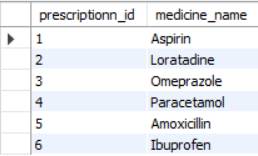 prescriptionn_id medicine_name
1 Aspirin
2 Loratadine
3 Omeprazole
4 Paracetamol
5 Amoxicillin
6 Ibuprofen